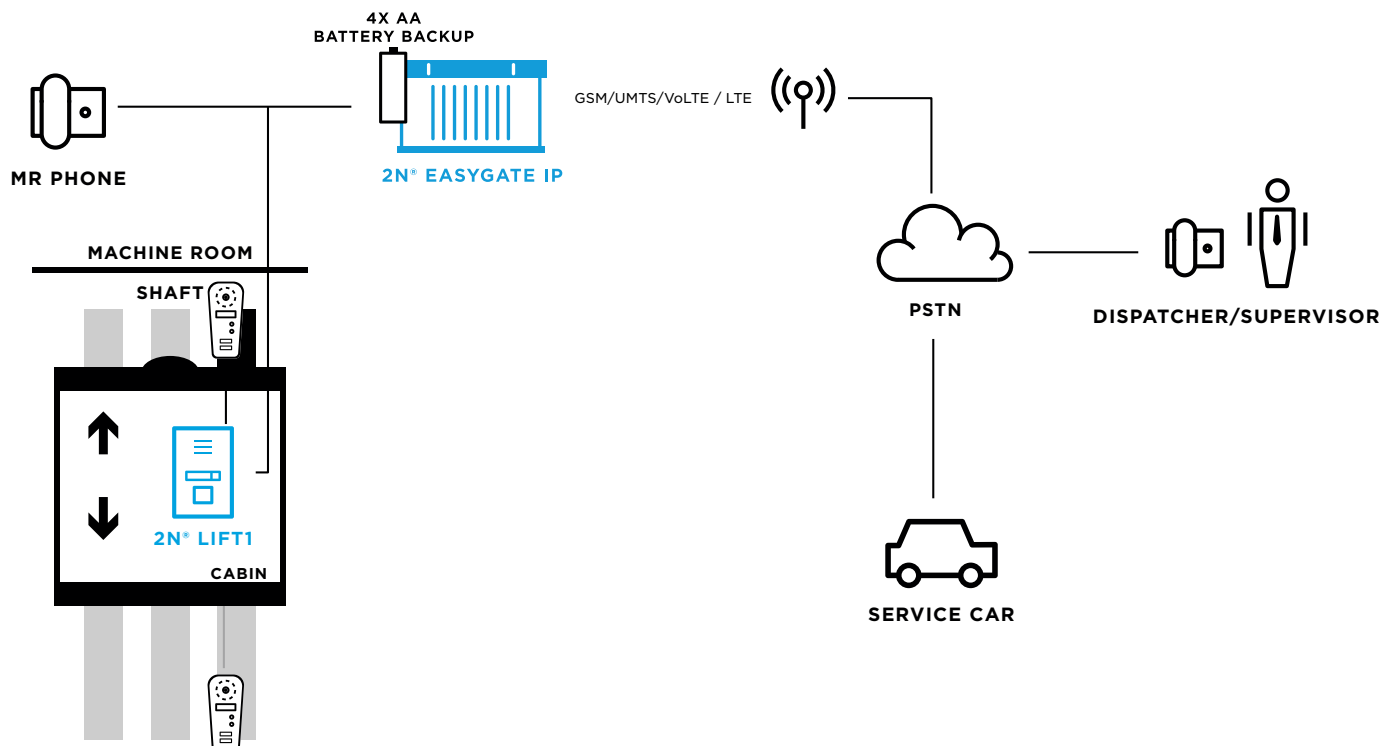 4X AA
BATTERY BACKUP
GSM/UMTS/VoLTE / LTE
MR PHONE
2N® EASYGATE IP
MACHINE ROOM
SHAFT
PSTN
DISPATCHER/SUPERVISOR
2N® LIFT1
CABIN
SERVICE CAR